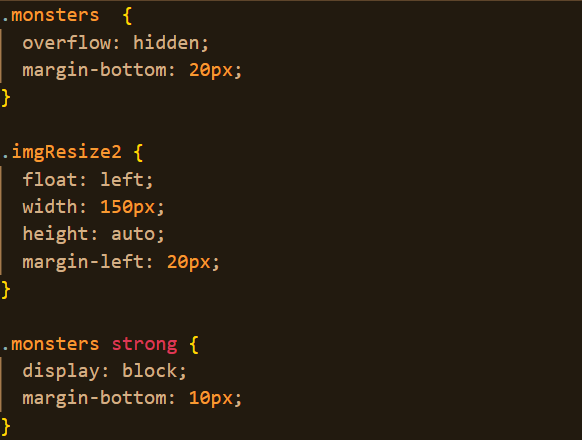 .monsters  {
  overflow: hidden;
  margin-bottom: 20px;
}

.imgResize2 {
  float: left;
  width: 150px;
  height: auto;
  margin-left: 20px;
}

.monsters strong {
  display: block;
  margin-bottom: 10px;
}